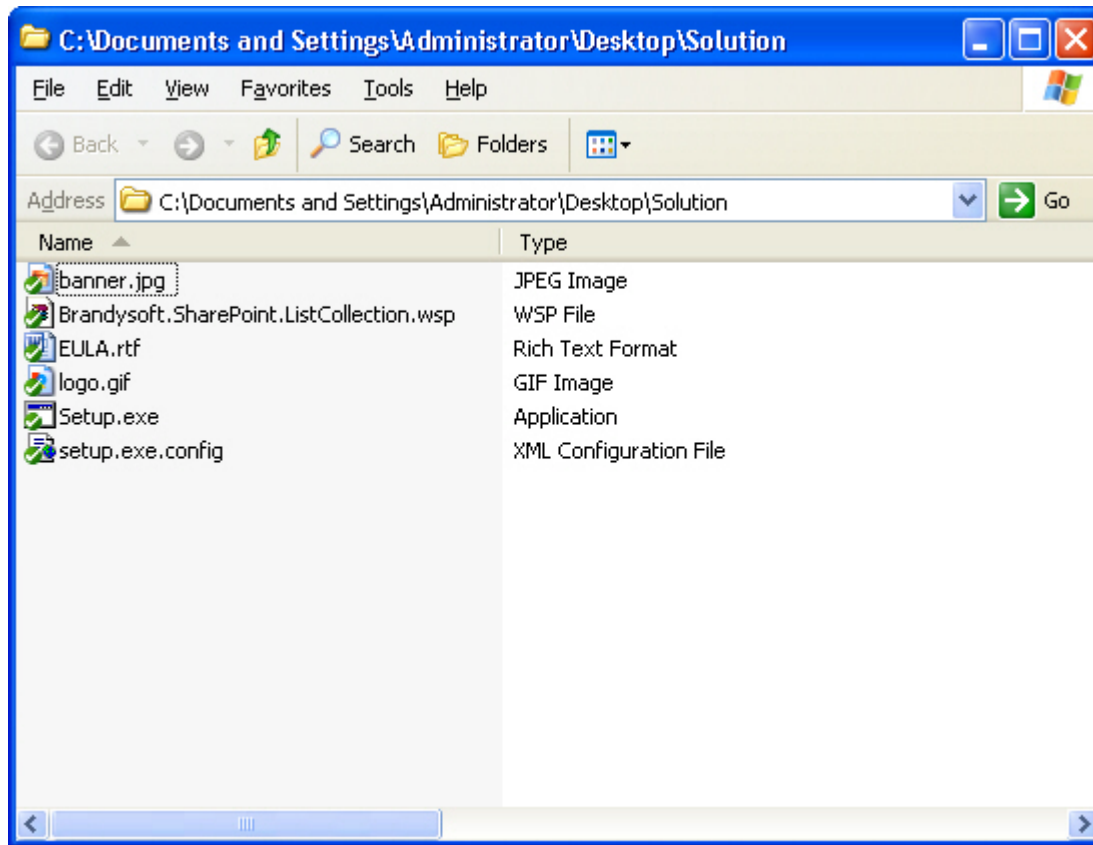 C:\Documents and Settings\Administrator\Desktop\Solution
File Edit View Favorites Tools Help
Back Search Folders
Address C:\Documents and Settings\Administrator\Desktop\Solution Go
Name Type
banner.jpg JPEG Image
Brandysoft.SharePoint.ListCollection.wsp WSP File
EULA.rtf Rich Text Format
logo.gif GIF Image
Setup.exe Application
setup.exe.config XML Configuration File